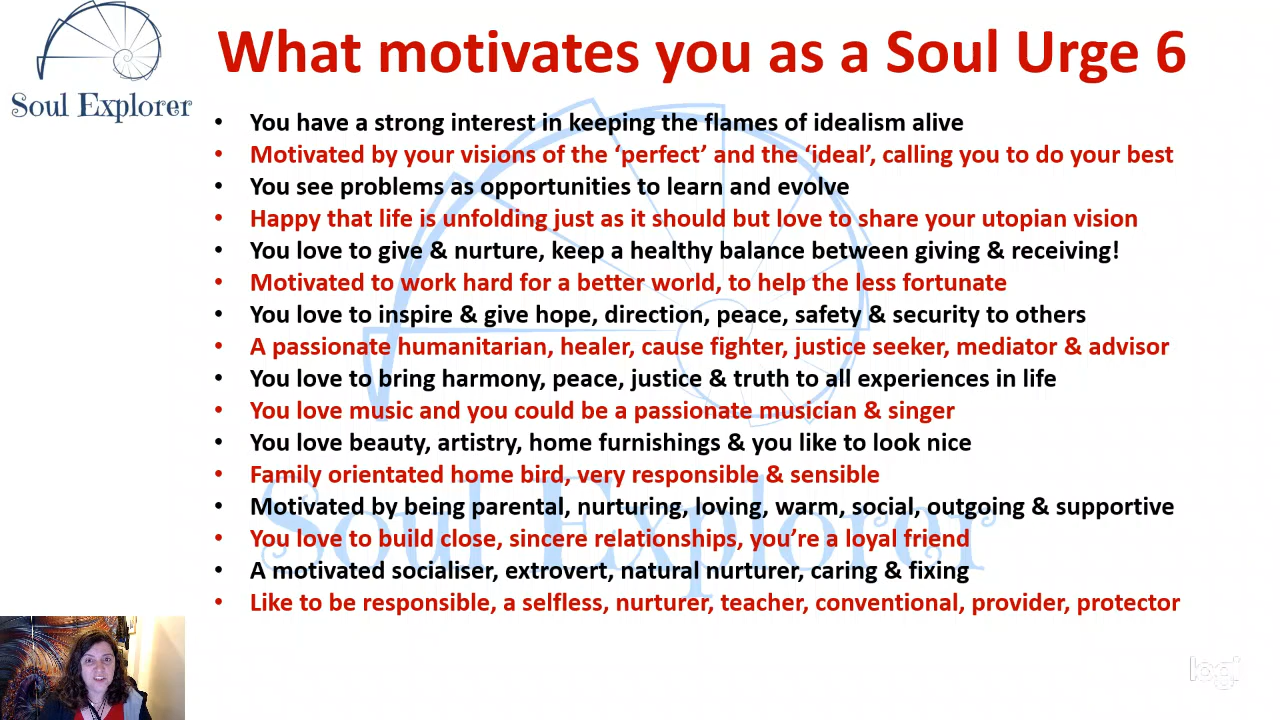 What motivates you as a Soul Urge 6
Soul Explorer
• You have a strong interest in keeping the flames of idealism alive
• Motivated by your visions of the ‘perfect’ and the ‘ideal’, calling you to do your best
• You see problems as opportunities to learn and evolve
• Happy that life is unfolding just as it should but love to share your utopian vision
• You love to give & nurture, keep a healthy balance between giving & receiving!
• Motivated to work hard for a better world, to help the less fortunate
• You love to inspire & give hope, direction, peace, safety & security to others
• A passionate humanitarian, healer, cause fighter, justice seeker, mediator & advisor
• You love to bring harmony, peace, justice & truth to all experiences in life
• You love music and you could be a passionate musician & singer
• You love beauty, artistry, home furnishings & you like to look nice
• Family orientated home bird, very responsible & sensible
• Motivated by being parental, nurturing, loving, warm, social, outgoing & supportive
• You love to build close, sincere relationships, you’re a loyal friend
• A motivated socialiser, extrovert, natural nurturer, caring & fixing
• Like to be responsible, a selfless, nurturer, teacher, conventional, provider, protector
Soul Explorer
logi